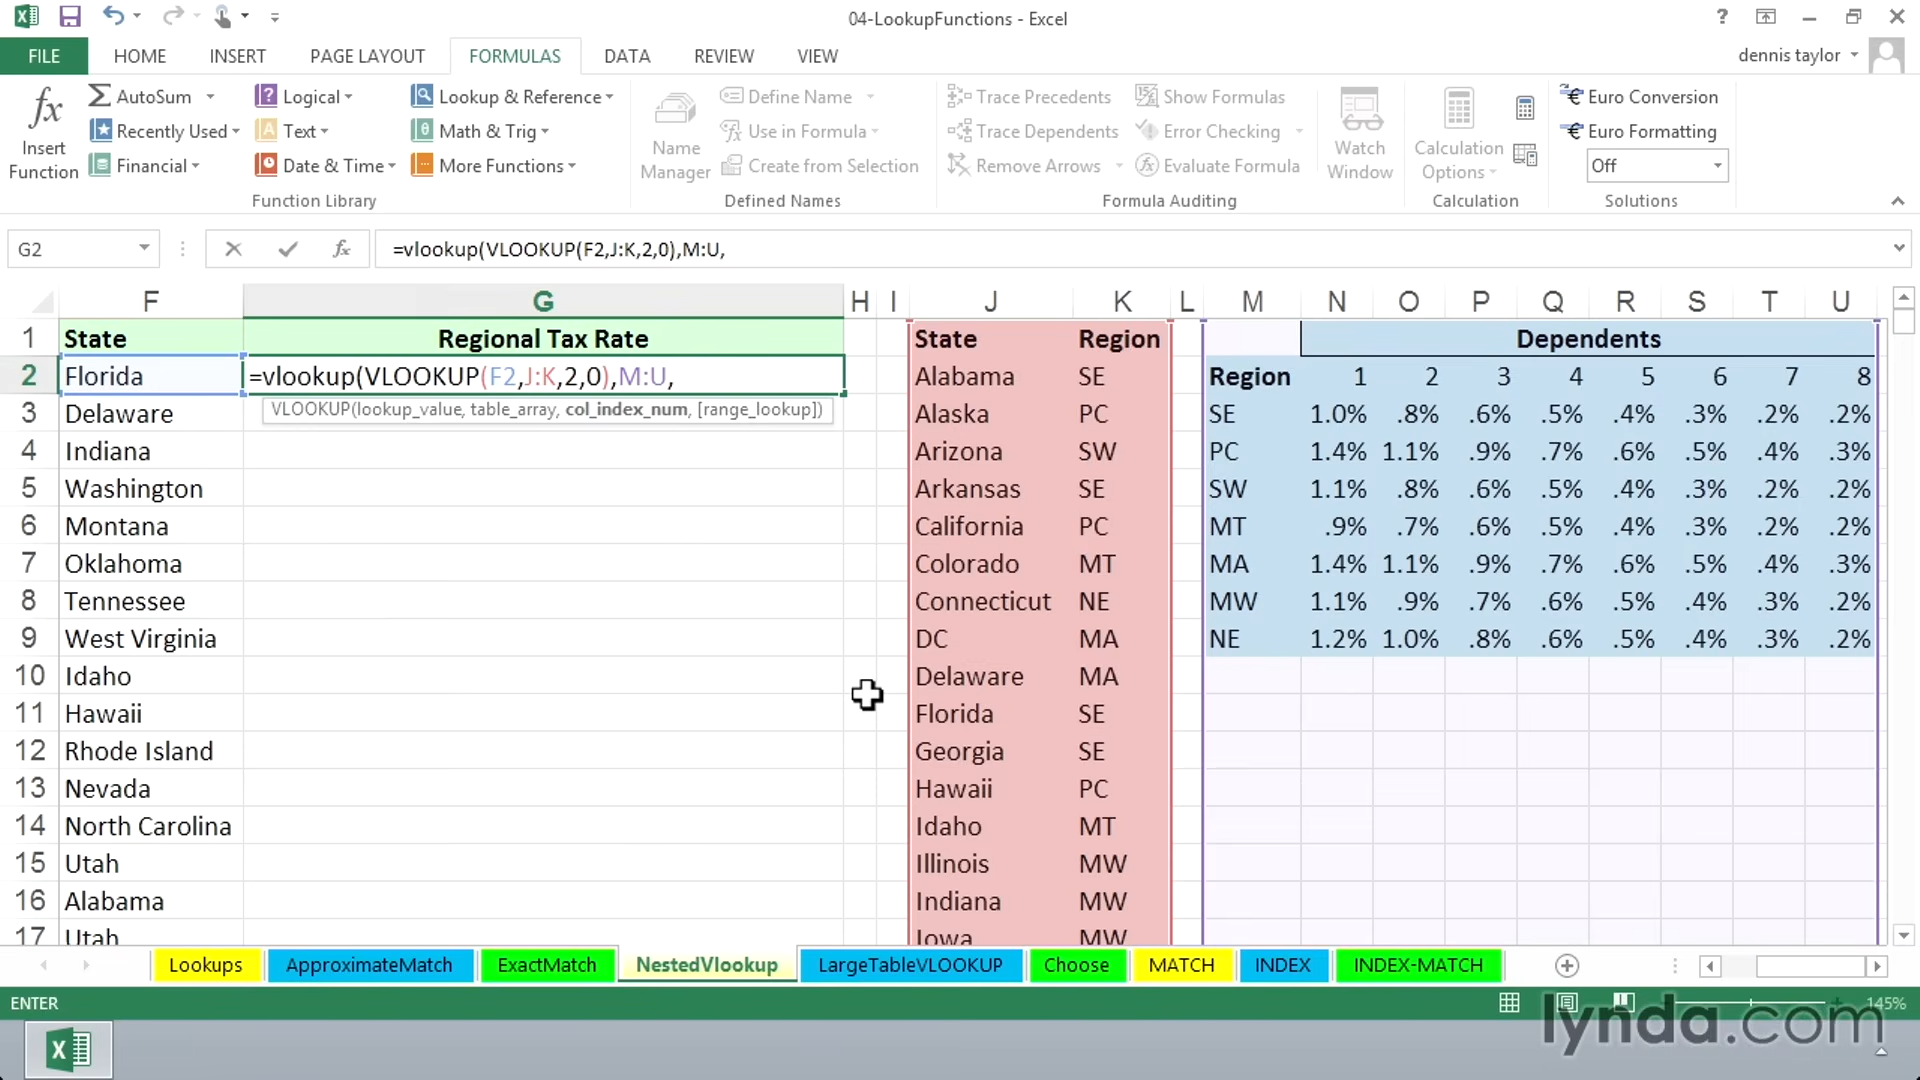 04-LookupFunctions - Excel
?
FILE HOME INSERT PAGE LAYOUT FORMULAS DATA REVIEW VIEW dennis taylor
fx Insert Function
Σ AutoSum
Recently Used
Financial
Logical
Text
Date & Time
Lookup & Reference
Math & Trig
More Functions
Function Library
Name Manager
Define Name
Use in Formula
Create from Selection
Defined Names
Trace Precedents
Trace Dependents
Remove Arrows
Show Formulas
Error Checking
Evaluate Formula
Formula Auditing
Watch Window
Calculation Options
Calculation
Euro Conversion
Euro Formatting
Off
Solutions
G2 fx =vlookup(VLOOKUP(F2,J:K,2,0),M:U,
F G H I J K L M N O P Q R S T U
1 State Regional Tax Rate State Region Dependents
2 Florida =vlookup(VLOOKUP(F2,J:K,2,0),M:U, Alabama SE Region 1 2 3 4 5 6 7 8
VLOOKUP(lookup_value, table_array, col_index_num, [range_lookup])
3 Delaware Alaska PC SE 1.0% .8% .6% .5% .4% .3% .2% .2%
4 Indiana Arizona SW PC 1.4% 1.1% .9% .7% .6% .5% .4% .3%
5 Washington Arkansas SE SW 1.1% .8% .6% .5% .4% .3% .2% .2%
6 Montana California PC MT .9% .7% .6% .5% .4% .3% .2% .2%
7 Oklahoma Colorado MT MA 1.4% 1.1% .9% .7% .6% .5% .4% .3%
8 Tennessee Connecticut NE MW 1.1% .9% .7% .6% .5% .4% .3% .2%
9 West Virginia DC MA NE 1.2% 1.0% .8% .6% .5% .4% .3% .2%
10 Idaho Delaware MA
11 Hawaii Florida SE
12 Rhode Island Georgia SE
13 Nevada Hawaii PC
14 North Carolina Idaho MT
15 Utah Illinois MW
16 Alabama Indiana MW
17 Utah Iowa MW
Lookups ApproximateMatch ExactMatch NestedVlookup LargeTableVLOOKUP Choose MATCH INDEX INDEX-MATCH
ENTER 145%
lynda.com